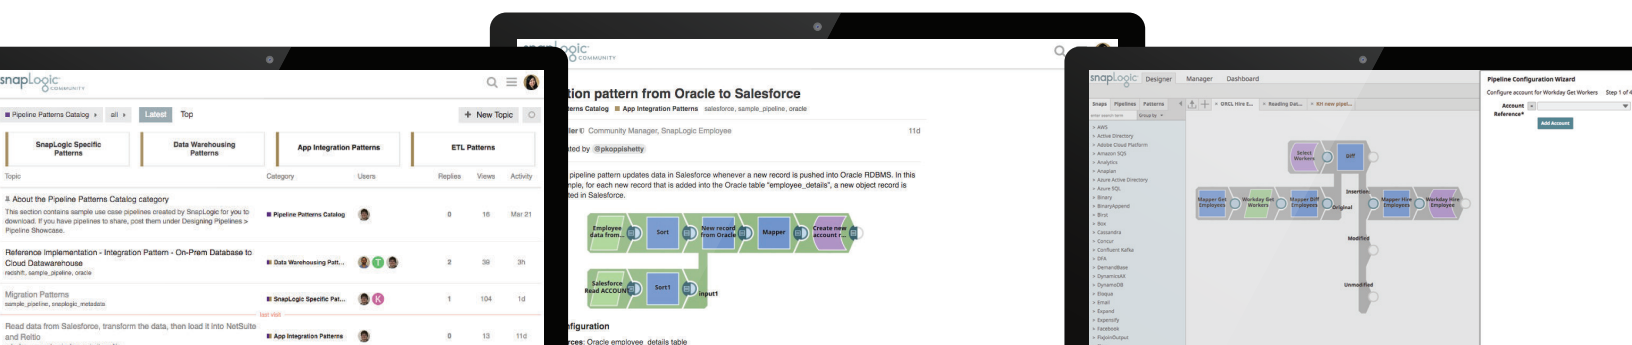 snapLogic
COMMUNITY
Pipeline Patterns Catalog
all
Latest
Top
+ New Topic
SnapLogic Specific
Patterns
Data Warehousing
Patterns
App Integration Patterns
ETL Patterns
Topic
Category
Users
Replies
Views
Activity
About the Pipeline Patterns Catalog category
This section contains sample use case pipelines created by SnapLogic for you to
download. If you have pipelines to share, post them under Designing Pipelines >
Pipeline Showcase.
Pipeline Patterns Catalog
0
16
Mar 21
Reference Implementation - Integration Pattern - On-Prem Database to
Cloud Datawarehouse
redshift, sample_pipeline, oracle
Data Warehousing Patt...
T
2
38
3h
Migration Patterns
sample_pipeline, snaplogic_metadata
SnapLogic Specific Pat...
K
1
104
1d
last visit
Read data from Salesforce, transform the data, then load it into NetSuite
and Reltio
App Integration Patterns
0
13
11d
COMMUNITY
tion pattern from Oracle to Salesforce
terns Catalog App Integration Patterns salesforce, sample_pipeline, oracle
Community Manager, SnapLogic Employee
11d
ted by @pkoppishetty
pipeline pattern updates data in Salesforce whenever a new record is pushed into Oracle RDBMS. In this
mple, for each new record that is added into the Oracle table "employee_details", a new object record is
ted in Salesforce.
Employee
data from...
Sort
New record
from Oracle
Mapper
Create new
account r...
Salesforce
Read ACCOUNT
Sort1
input1
nfiguration
rces: Oracle employee_details table
snapLogic
Designer
Manager
Dashboard
Snaps
Pipelines
Patterns
ORCL Hire E...
Reading Dat...
KH new pipel...
Group by
AWS
Active Directory
Adobe Cloud Platform
Amazon SQS
Analytics
Anaplan
Azure Active Directory
Azure SQL
Binary
BinaryAppend
Birst
Box
Cassandra
Concur
Confluent Kafka
DFA
DemandBase
DynamicsAX
DynamoDB
Eloqua
Email
Expand
Expensify
Facebook
FixJoinOutput
Select
Workers
Diff
Insertion
Mapper Get
Employees
Workday Get
Workers
Mapper Diff
Employees
Original
Mapper Hire
Employees
Workday Hire
Employee
Modified
Unmodified
Pipeline Configuration Wizard
Configure account for Workday Get Workers
Step 1 of 4
Account
Reference*
Add Account